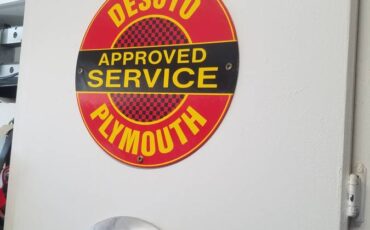 DESOTO
APPROVED
SERVICE
PLYMOUTH